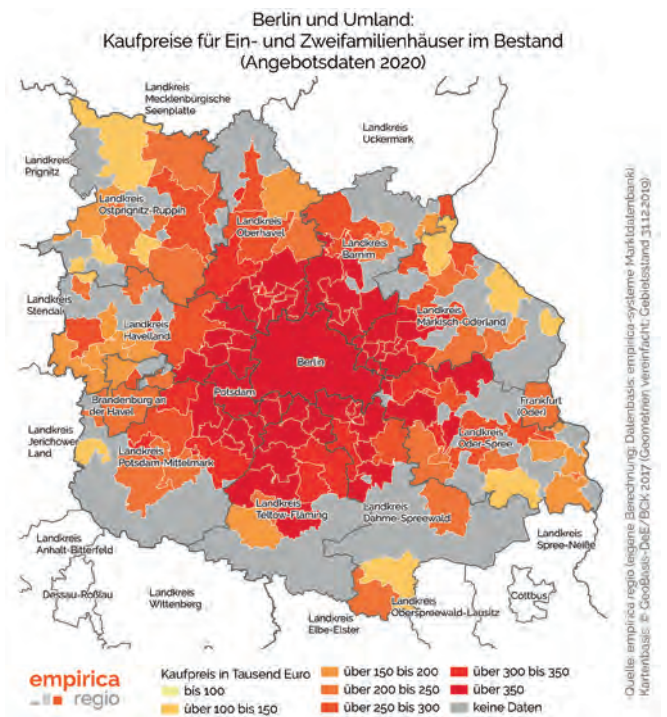 Berlin und Umland:
Kaufpreise für Ein- und Zweifamilienhäuser im Bestand
(Angebotsdaten 2020)
Landkreis
Mecklenburgische
Seenplatte
Landkreis
Uckermark
Landkreis
Prignitz
Landkreis
Ostprignitz-Ruppin
Landkreis
Oberhavel
Landkreis
Barnim
Landkreis
Stendal
Landkreis
Havelland
Landkreis
Märkisch-Oderland
Berlin
Potsdam
Brandenburg an
der Havel
Frankfurt
(Oder)
Landkreis
Jerichower
Land
Landkreis
Potsdam-Mittelmark
Landkreis
Oder-Spree
Landkreis
Teltow-Fläming
Landkreis
Dahme-Spreewald
Landkreis
Anhalt-Bitterfeld
Landkreis
Spree-Neiße
Dessau-Roßlau
Landkreis
Wittenberg
Landkreis
Elbe-Elster
Landkreis
Oberspreewald-Lausitz
Cottbus
Quelle: empirica regio (eigene Berechnung; Datenbasis: empirica-systeme Marktdatenbank)
Kartenbasis: © GeoBasis-DE/BCK 2017 (Geometrien vereinfacht; Gebietsstand 31.12.2019)
empirica
regio
Kaufpreis in Tausend Euro
bis 100
über 100 bis 150
über 150 bis 200
über 200 bis 250
über 250 bis 300
über 300 bis 350
über 350
keine Daten